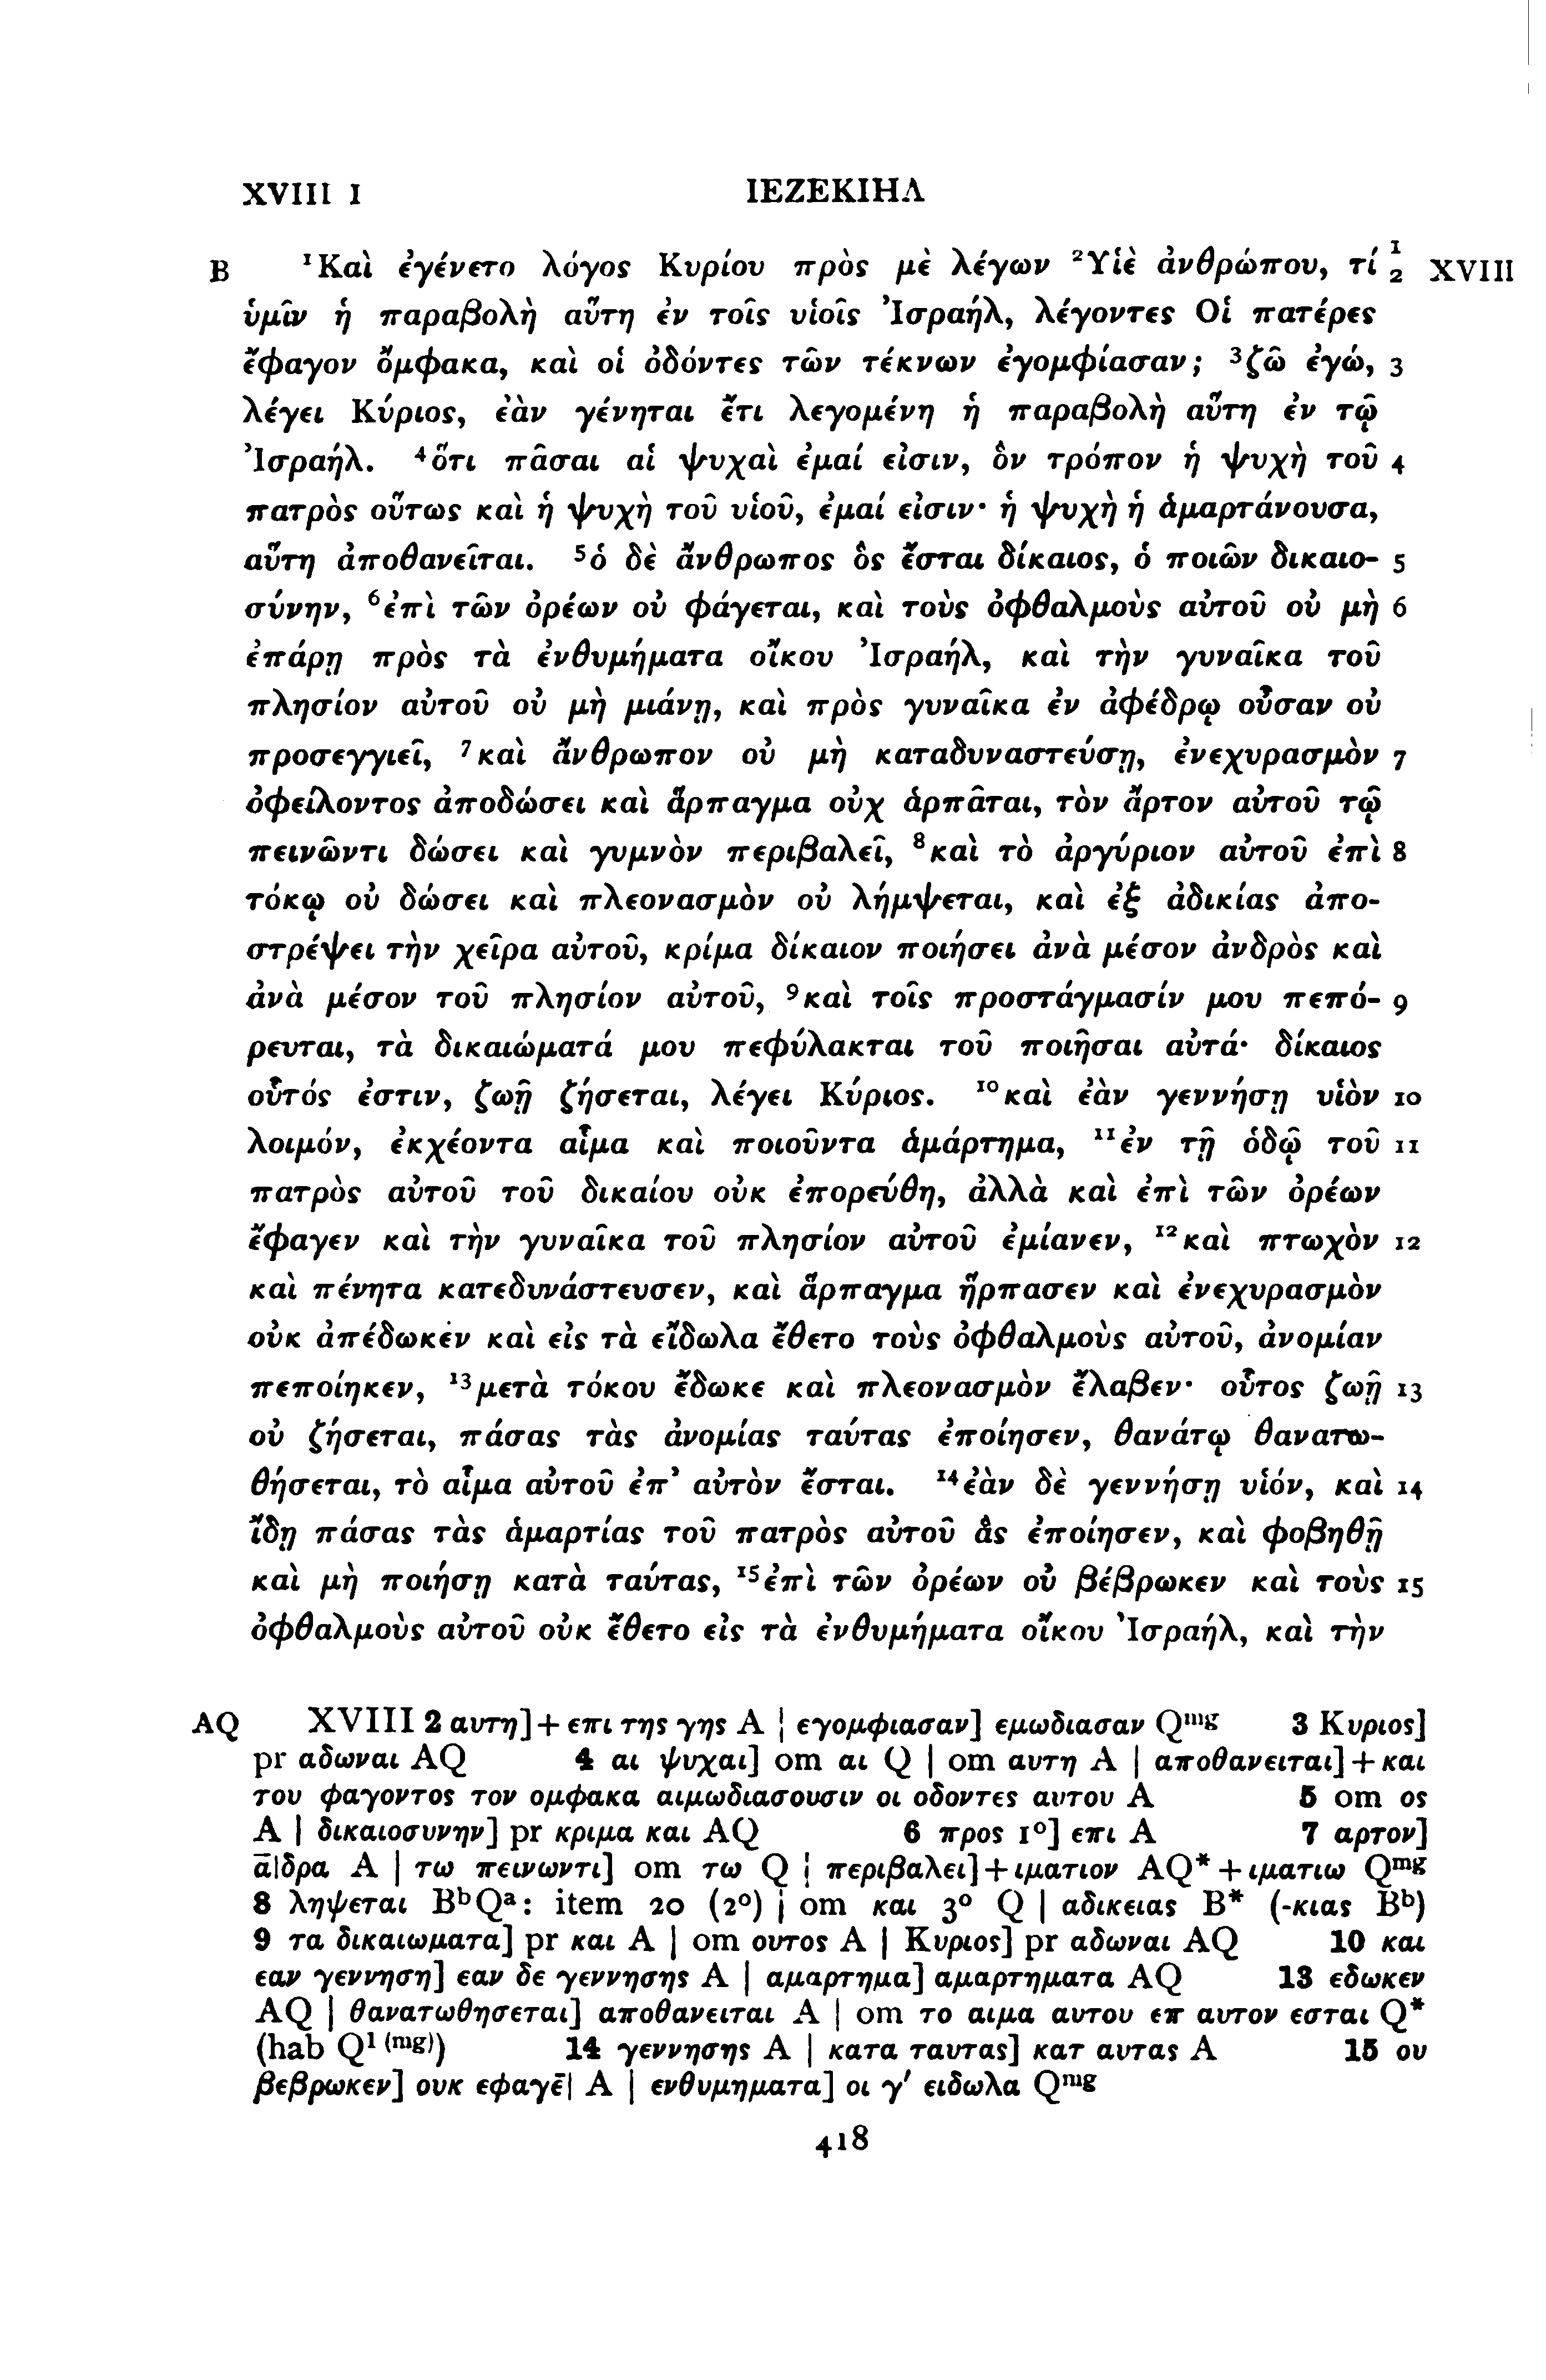 XVIII 1 ΙΕΖΕΚΙΗΛ
B ¹Καὶ ἐγένετο λόγος Κυρίου πρὸς μὲ λέγων ²Υἱὲ ἀνθρώπου, τί 1 2 XVIII
ὑμῖν ἡ παραβολὴ αὕτη ἐν τοῖς υἱοῖς Ἰσραήλ, λέγοντες Οἱ πατέρες
ἔφαγον ὄμφακα, καὶ οἱ ὀδόντες τῶν τέκνων ἐγομφίασαν; ³ζῶ ἐγώ, 3
λέγει Κύριος, ἐὰν γένηται ἔτι λεγομένη ἡ παραβολὴ αὕτη ἐν τῷ
Ἰσραήλ. ⁴ὅτι πᾶσαι αἱ ψυχαὶ ἐμαί εἰσιν, ὃν τρόπον ἡ ψυχὴ τοῦ 4
πατρὸς οὕτως καὶ ἡ ψυχὴ τοῦ υἱοῦ, ἐμαί εἰσιν· ἡ ψυχὴ ἡ ἁμαρτάνουσα,
αὕτη ἀποθανεῖται. ⁵ὁ δὲ ἄνθρωπος ὃς ἔσται δίκαιος, ὁ ποιῶν δικαιο- 5
σύνην, ⁶ἐπὶ τῶν ὀρέων οὐ φάγεται, καὶ τοὺς ὀφθαλμοὺς αὐτοῦ οὐ μὴ 6
ἐπάρῃ πρὸς τὰ ἐνθυμήματα οἴκου Ἰσραήλ, καὶ τὴν γυναῖκα τοῦ
πλησίον αὐτοῦ οὐ μὴ μιάνῃ, καὶ πρὸς γυναῖκα ἐν ἀφέδρῳ οὖσαν οὐ
προσεγγιεῖ, ⁷καὶ ἄνθρωπον οὐ μὴ καταδυναστεύσῃ, ἐνεχυρασμὸν 7
ὀφείλοντος ἀποδώσει καὶ ἅρπαγμα οὐχ ἁρπᾶται, τὸν ἄρτον αὐτοῦ τῷ
πεινῶντι δώσει καὶ γυμνὸν περιβαλεῖ, ⁸καὶ τὸ ἀργύριον αὐτοῦ ἐπὶ 8
τόκῳ οὐ δώσει καὶ πλεονασμὸν οὐ λήμψεται, καὶ ἐξ ἀδικίας ἀπο-
στρέψει τὴν χεῖρα αὐτοῦ, κρίμα δίκαιον ποιήσει ἀνὰ μέσον ἀνδρὸς καὶ
ἀνὰ μέσον τοῦ πλησίον αὐτοῦ, ⁹καὶ τοῖς προστάγμασίν μου πεπό- 9
ρευται, τὰ δικαιώματά μου πεφύλακται τοῦ ποιῆσαι αὐτά· δίκαιος
οὗτός ἐστιν, ζωῇ ζήσεται, λέγει Κύριος. ¹⁰καὶ ἐὰν γεννήσῃ υἱὸν 10
λοιμόν, ἐκχέοντα αἷμα καὶ ποιοῦντα ἁμάρτημα, ¹¹ἐν τῇ ὁδῷ τοῦ 11
πατρὸς αὐτοῦ τοῦ δικαίου οὐκ ἐπορεύθη, ἀλλὰ καὶ ἐπὶ τῶν ὀρέων
ἔφαγεν καὶ τὴν γυναῖκα τοῦ πλησίον αὐτοῦ ἐμίανεν, ¹²καὶ πτωχὸν 12
καὶ πένητα κατεδυνάστευσεν, καὶ ἅρπαγμα ἥρπασεν καὶ ἐνεχυρασμὸν
οὐκ ἀπέδωκεν καὶ εἰς τὰ εἴδωλα ἔθετο τοὺς ὀφθαλμοὺς αὐτοῦ, ἀνομίαν
πεποίηκεν, ¹³μετὰ τόκου ἔδωκε καὶ πλεονασμὸν ἔλαβεν· οὗτος ζωῇ 13
οὐ ζήσεται, πάσας τὰς ἀνομίας ταύτας ἐποίησεν, θανάτῳ θανατω-
θήσεται, τὸ αἷμα αὐτοῦ ἐπ’ αὐτὸν ἔσται. ¹⁴ἐὰν δὲ γεννήσῃ υἱόν, καὶ 14
ἴδῃ πάσας τὰς ἁμαρτίας τοῦ πατρὸς αὐτοῦ ἃς ἐποίησεν, καὶ φοβηθῇ
καὶ μὴ ποιήσῃ κατὰ ταύτας, ¹⁵ἐπὶ τῶν ὀρέων οὐ βέβρωκεν καὶ τοὺς 15
ὀφθαλμοὺς αὐτοῦ οὐκ ἔθετο εἰς τὰ ἐνθυμήματα οἴκου Ἰσραήλ, καὶ τὴν
AQ XVIII 2 αυτη] + επι της γης A | εγομφιασαν] εμωδιασαν Qᵐᵍ 3 Κυριος]
pr αδωναι AQ 4 αι ψυχαι] om αι Q | om αυτη A | αποθανειται] + και
του φαγοντος τον ομφακα αιμωδιασουσιν οι οδοντες αυτου A 5 om ος
A | δικαιοσυνην] pr κριμα και AQ 6 προς 1°] επι A 7 αρτον]
α̅|δρα A | τω πεινωντι] om τω Q | περιβαλει] + ιματιον AQ* + ιματιω Qᵐᵍ
8 ληψεται BᵇQᵃ: item 20 (2°) | om και 3° Q | αδικειας B* (-κιας Bᵇ)
9 τα δικαιωματα] pr και A | om ουτος A | Κυριος] pr αδωναι AQ 10 και
εαν γεννηση] εαν δε γεννησης A | αμαρτημα] αμαρτηματα AQ 13 εδωκεν
AQ | θανατωθησεται] αποθανειται A | om το αιμα αυτου επ αυτον εσται Q*
(hab Q¹ ⁽ᵐᵍ⁾) 14 γεννησης A | κατα ταυτας] κατ αυτας A 15 ου
βεβρωκεν] ουκ εφαγε̅| A | ενθυμηματα] οι γ′ ειδωλα Qᵐᵍ
418